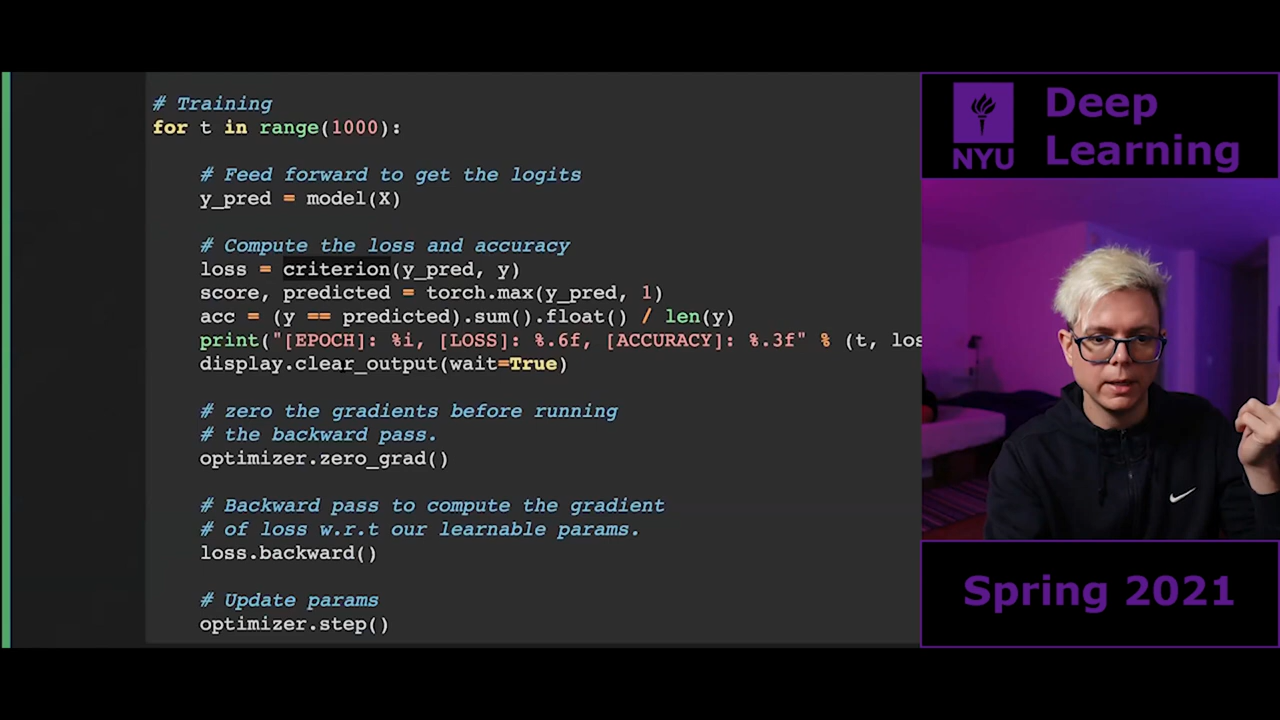 # Training
for t in range(1000):
# Feed forward to get the logits
y_pred = model(X)
# Compute the loss and accuracy
loss = criterion(y_pred, y)
score, predicted = torch.max(y_pred, 1)
acc = (y == predicted).sum().float() / len(y)
print("[EPOCH]: %i, [LOSS]: %.6f, [ACCURACY]: %.3f" % (t, los
display.clear_output(wait=True)
# zero the gradients before running
# the backward pass.
optimizer.zero_grad()
# Backward pass to compute the gradient
# of loss w.r.t our learnable params.
loss.backward()
# Update params
optimizer.step()
NYU
Deep
Learning
Spring 2021